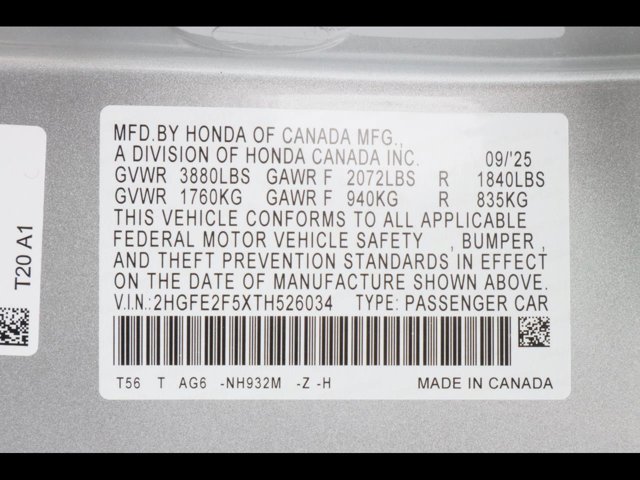 MFD.BY HONDA OF CANADA MFG.,
A DIVISION OF HONDA CANADA INC. 09/'25
GVWR 3880LBS GAWR F 2072LBS R 1840LBS
GVWR 1760KG GAWR F 940KG R 835KG
THIS VEHICLE CONFORMS TO ALL APPLICABLE
FEDERAL MOTOR VEHICLE SAFETY , BUMPER ,
AND THEFT PREVENTION STANDARDS IN EFFECT
ON THE DATE OF MANUFACTURE SHOWN ABOVE.
V.I.N.:2HGFE2F5XTH526034 TYPE: PASSENGER CAR
T56 T AG6 -NH932M -Z -H MADE IN CANADA
T20 A1